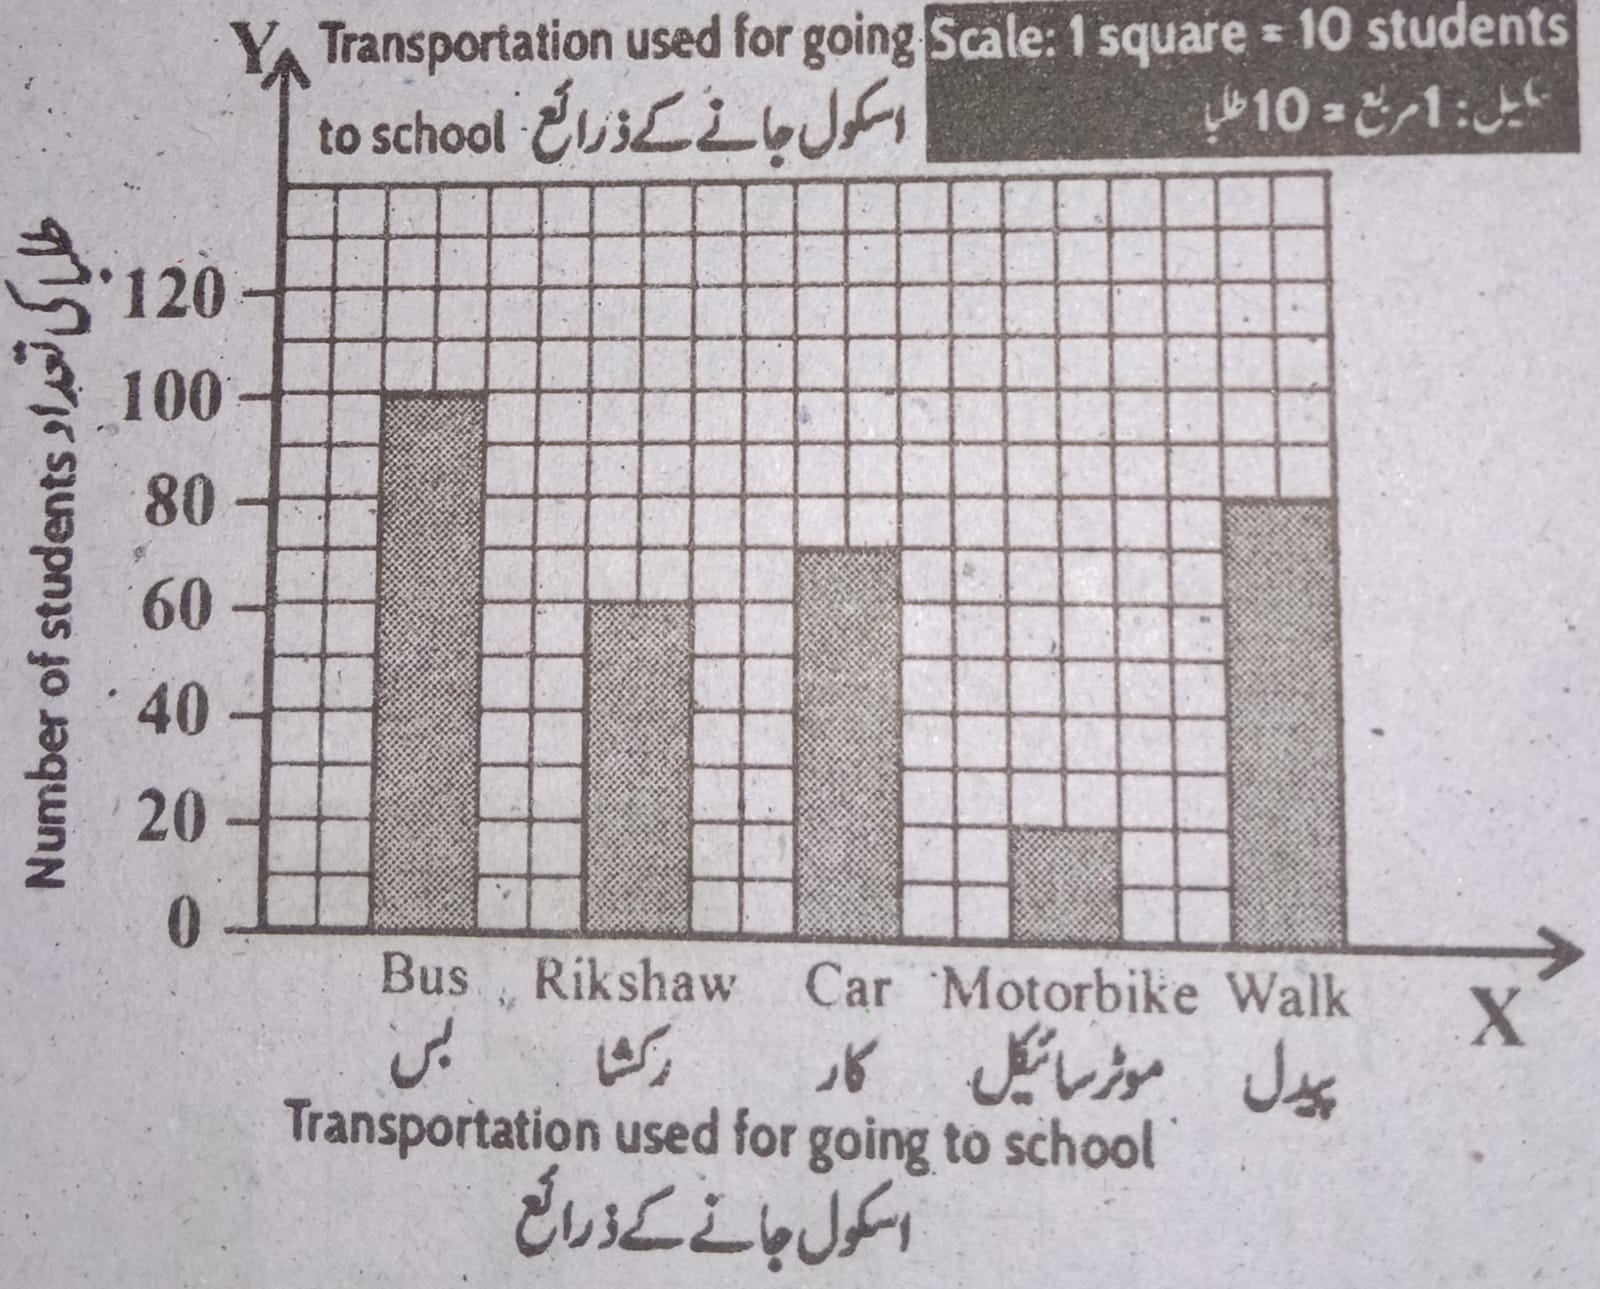 Y
Transportation used for going
to school اسکول جانے کے ذرائع
Scale: 1 square = 10 students
اسکیل: 1 مربع = 10 طلبا
طلبا کی تعداد Number of students
120
100
80
60
40
20
0
Bus Rikshaw Car Motorbike Walk
X
بس رکشا کار موٹرسائیکل پیدل
Transportation used for going to school
اسکول جانے کے ذرائع